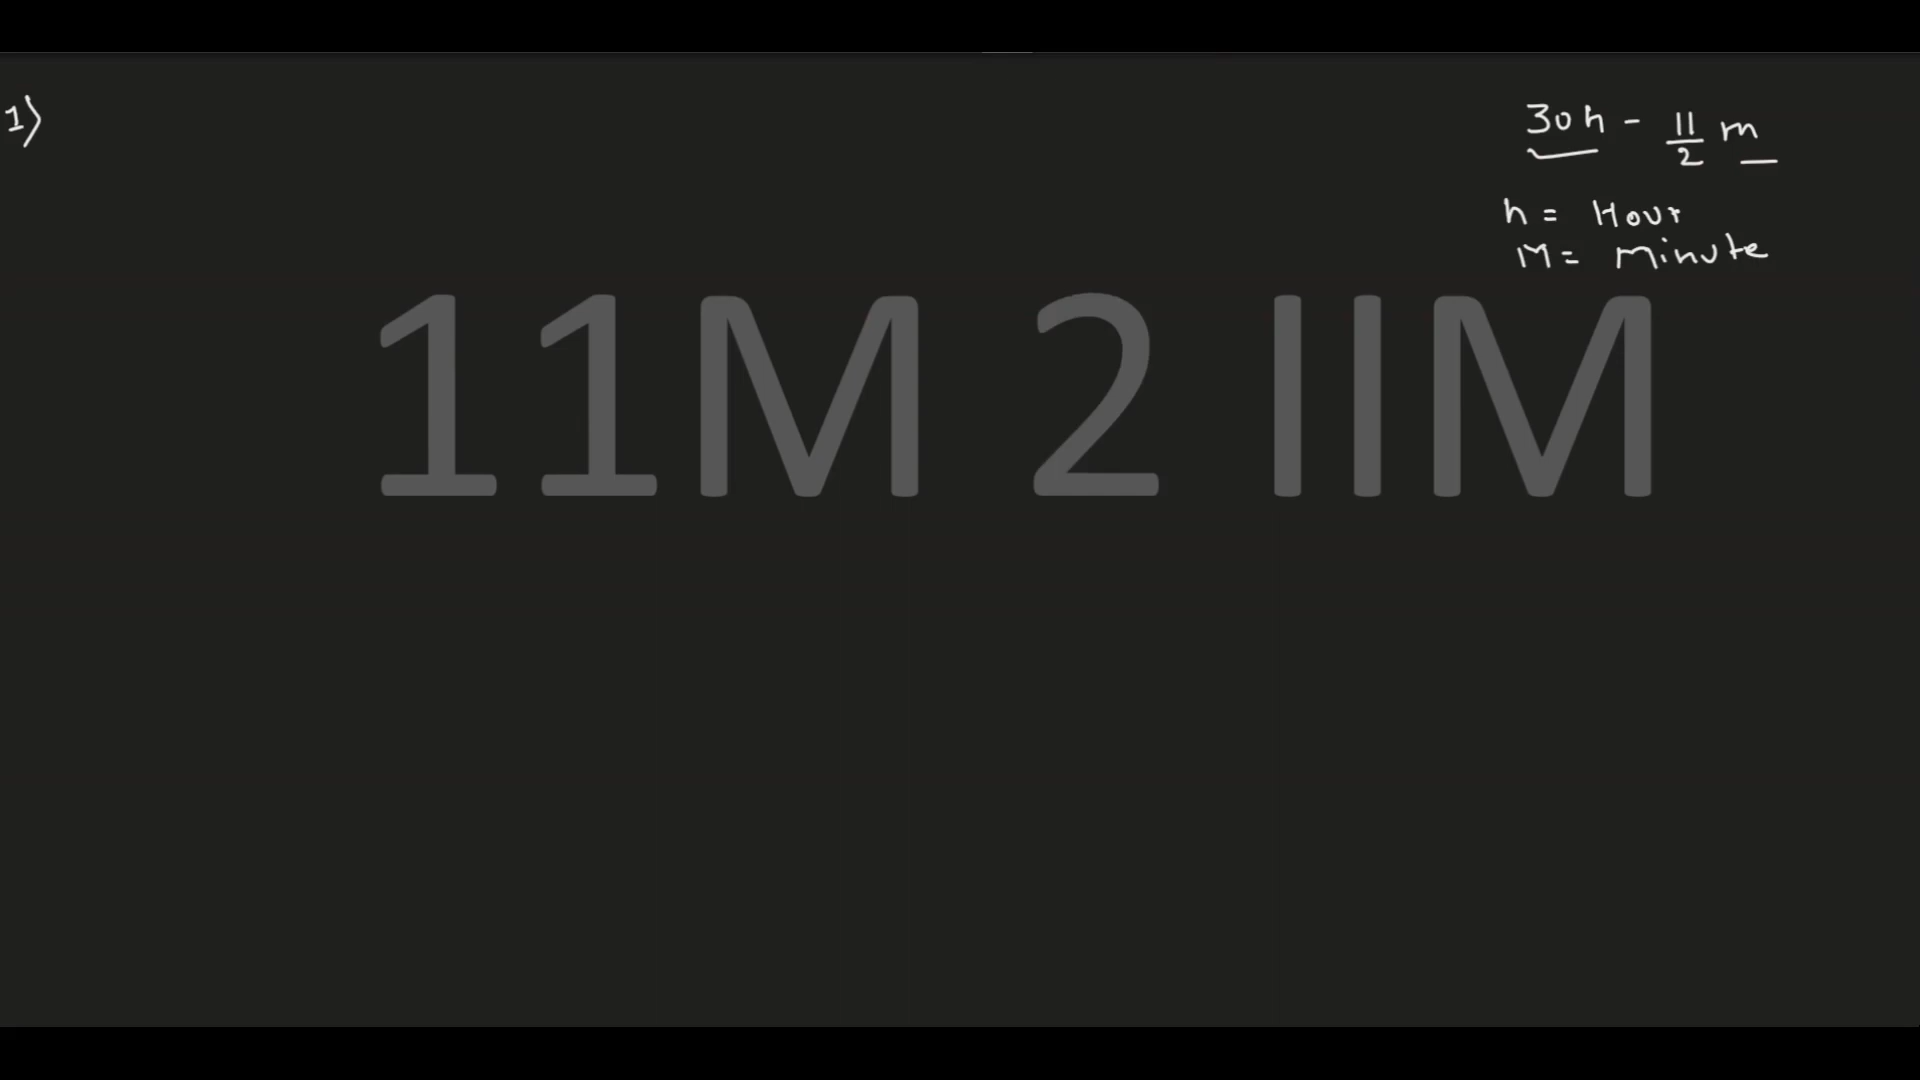 1)
30h - 11/2 m
h = Hour
M = Minute
11M 2 IIM